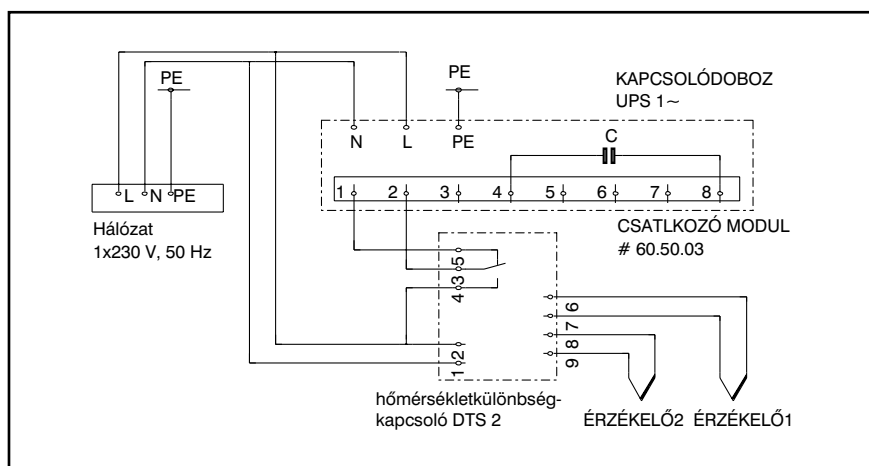 PE
PE
KAPCSOLÓDOBOZ
UPS 1~
C
N L PE
1 2 3 4 5 6 7 8
L N PE
Hálózat
1x230 V, 50 Hz
CSATLKOZÓ MODUL
# 60.50.03
5
3
4
2
1
6
7
8
9
hőmérsékletkülönbség-
kapcsoló DTS 2
ÉRZÉKELŐ2 ÉRZÉKELŐ1